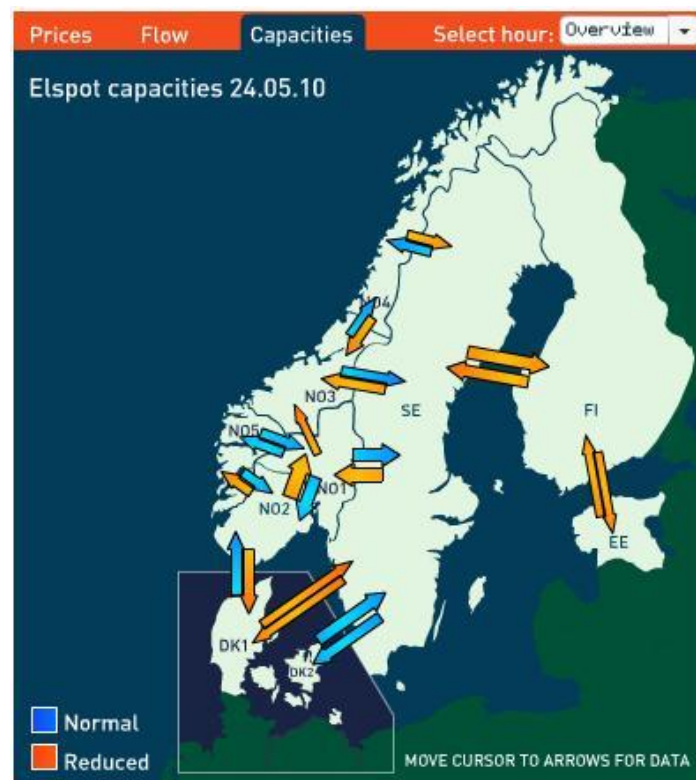 Prices Flow Capacities Select hour: Overview
Elspot capacities 24.05.10
NO4
NO3
SE
FI
NO5
NO1
NO2
EE
DK1
DK2
Normal
Reduced
MOVE CURSOR TO ARROWS FOR DATA